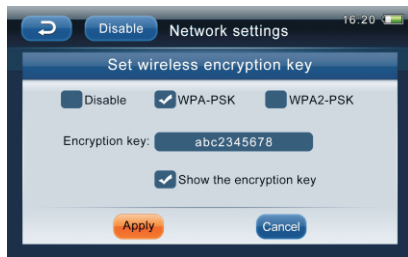 Disable Network settings 16.20
Set wireless encryption key
Disable WPA-PSK WPA2-PSK
Encryption key: abc2345678
Show the encryption key
Apply Cancel